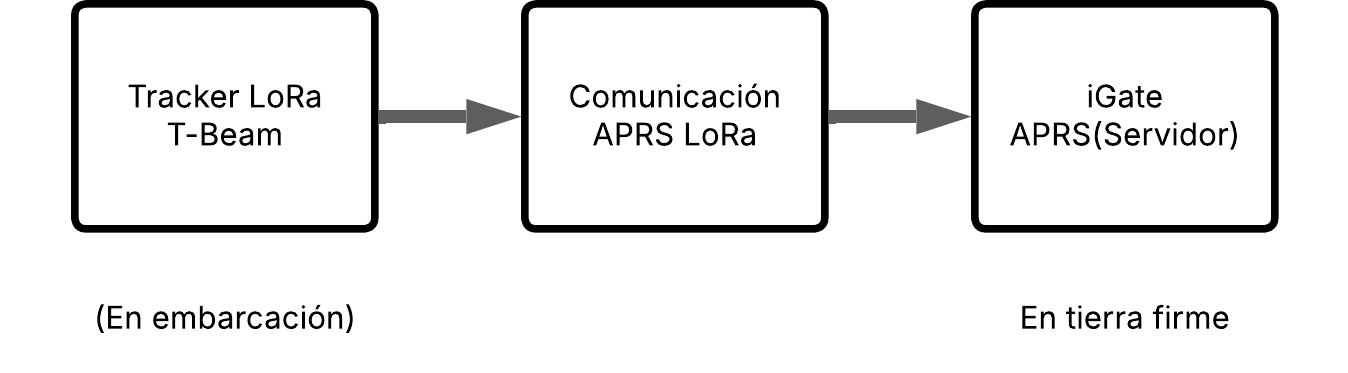 Tracker LoRa
T-Beam
Comunicación
APRS LoRa
iGate
APRS(Servidor)
(En embarcación)
En tierra firme